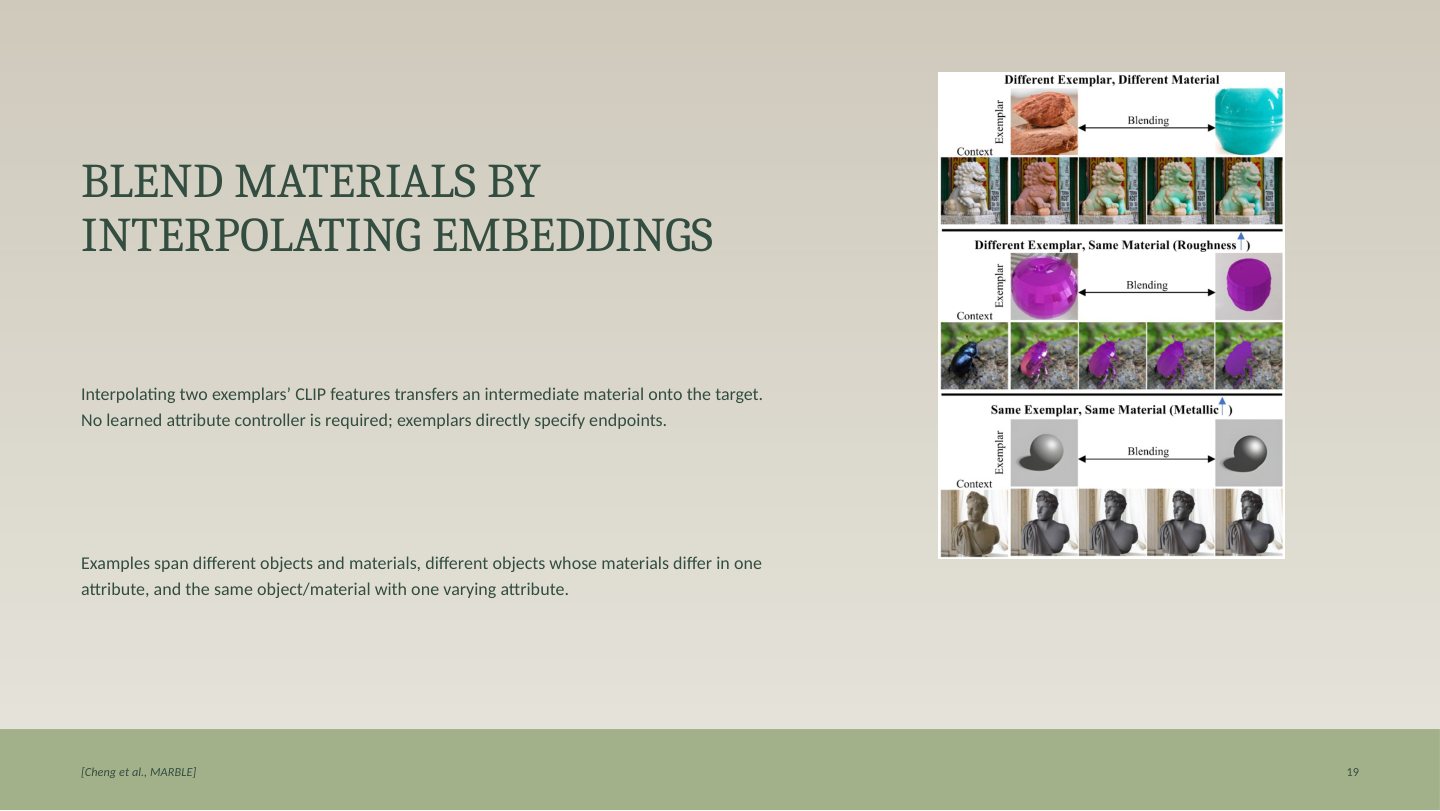 BLEND MATERIALS BY
INTERPOLATING EMBEDDINGS
Interpolating two exemplars’ CLIP features transfers an intermediate material onto the target.
No learned attribute controller is required; exemplars directly specify endpoints.
Examples span different objects and materials, different objects whose materials differ in one
attribute, and the same object/material with one varying attribute.
Different Exemplar, Different Material
Exemplar
Blending
Context
Different Exemplar, Same Material (Roughness ↑ )
Exemplar
Blending
Context
Same Exemplar, Same Material (Metallic ↑ )
Exemplar
Blending
Context
[Cheng et al., MARBLE]
19